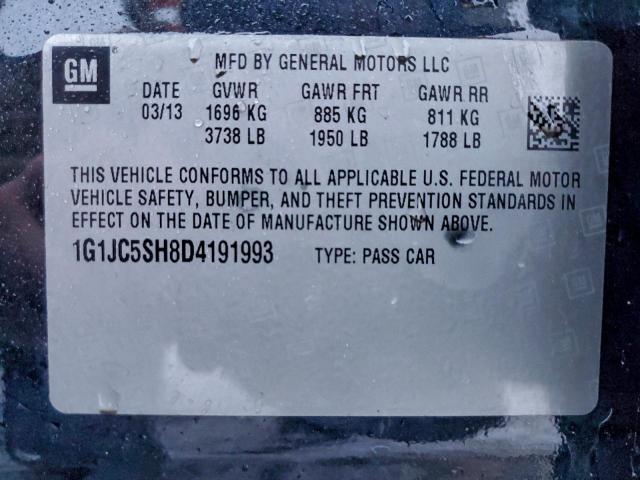 GM
MFD BY GENERAL MOTORS LLC
DATE GVWR GAWR FRT GAWR RR
03/13 1696 KG 885 KG 811 KG
3738 LB 1950 LB 1788 LB
THIS VEHICLE CONFORMS TO ALL APPLICABLE U.S. FEDERAL MOTOR
VEHICLE SAFETY, BUMPER, AND THEFT PREVENTION STANDARDS IN
EFFECT ON THE DATE OF MANUFACTURE SHOWN ABOVE.
1G1JC5SH8D4191993 TYPE: PASS CAR